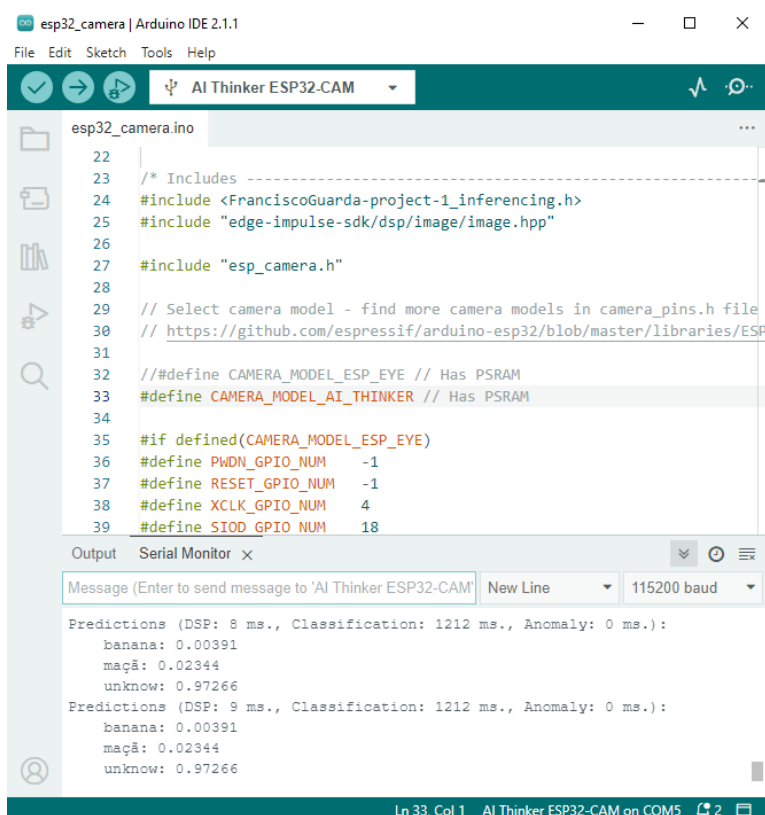 esp32_camera | Arduino IDE 2.1.1
File Edit Sketch Tools Help
AI Thinker ESP32-CAM
esp32_camera.ino
22
23 /* Includes ---------------------------------------------------------
24 #include <FranciscoGuarda-project-1_inferencing.h>
25 #include "edge-impulse-sdk/dsp/image/image.hpp"
26
27 #include "esp_camera.h"
28
29 // Select camera model - find more camera models in camera_pins.h file
30 // https://github.com/espressif/arduino-esp32/blob/master/libraries/ESP
31
32 //#define CAMERA_MODEL_ESP_EYE // Has PSRAM
33 #define CAMERA_MODEL_AI_THINKER // Has PSRAM
34
35 #if defined(CAMERA_MODEL_ESP_EYE)
36 #define PWDN_GPIO_NUM -1
37 #define RESET_GPIO_NUM -1
38 #define XCLK_GPIO_NUM 4
39 #define SIOD_GPIO_NUM 18
Output Serial Monitor
Message (Enter to send message to 'AI Thinker ESP32-CAM' New Line 115200 baud
Predictions (DSP: 8 ms., Classification: 1212 ms., Anomaly: 0 ms.):
banana: 0.00391
maçã: 0.02344
unknow: 0.97266
Predictions (DSP: 9 ms., Classification: 1212 ms., Anomaly: 0 ms.):
banana: 0.00391
maçã: 0.02344
unknow: 0.97266
Ln 33, Col 1 AI Thinker ESP32-CAM on COM5 2